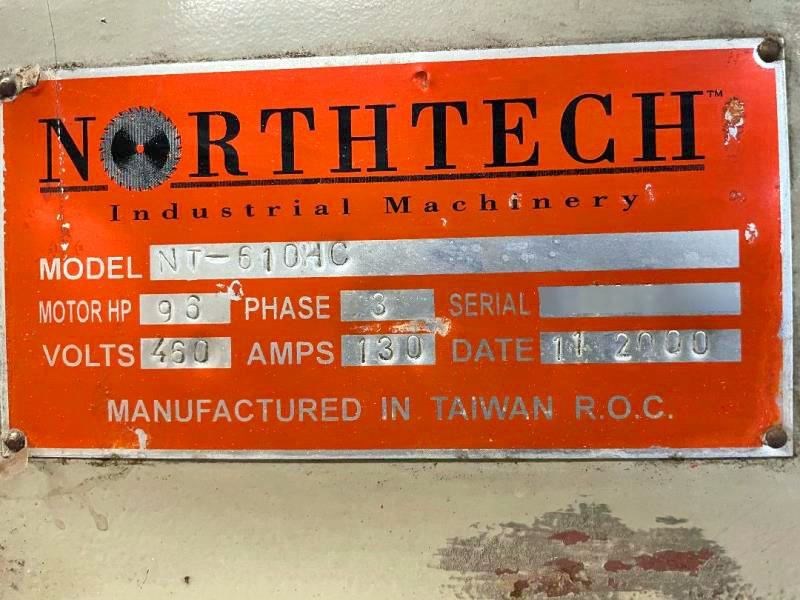 NORTHTECH™
Industrial Machinery
MODEL NT-610HC
MOTOR HP 96 PHASE 3 SERIAL
VOLTS 460 AMPS 130 DATE 11 2000
MANUFACTURED IN TAIWAN R.O.C.